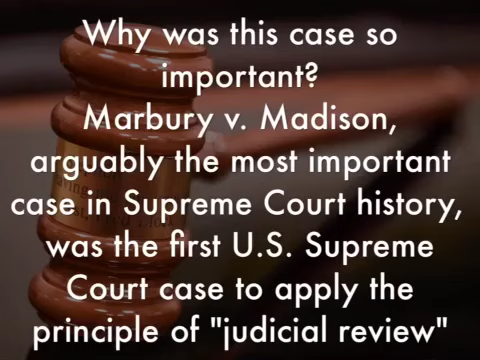 Why was this case so
important?
Marbury v. Madison,
arguably the most important
case in Supreme Court history,
was the first U.S. Supreme
Court case to apply the
principle of "judicial review"